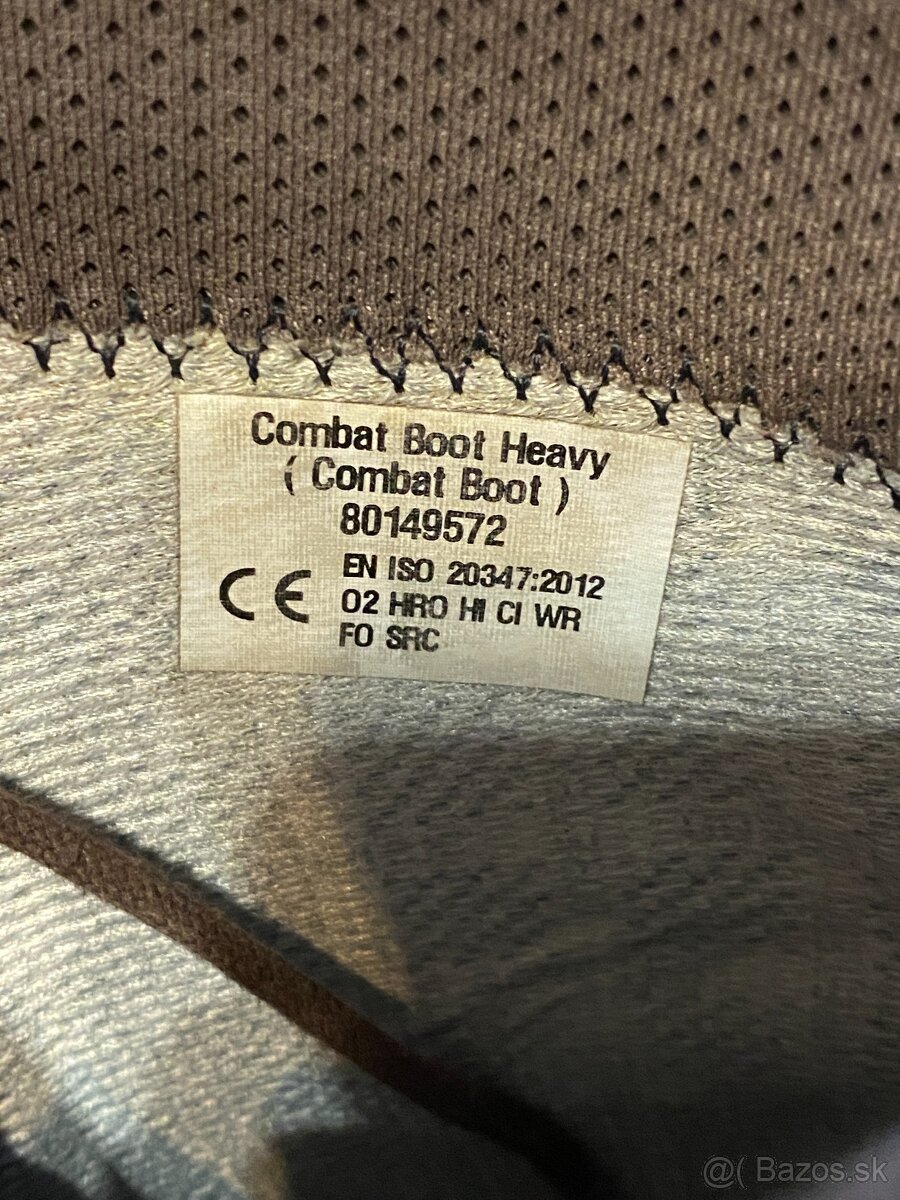 Combat Boot Heavy
( Combat Boot )
80149572
CE
EN ISO 20347:2012
O2 HRO HI CI WR
FO SRC
@( Bazos.sk